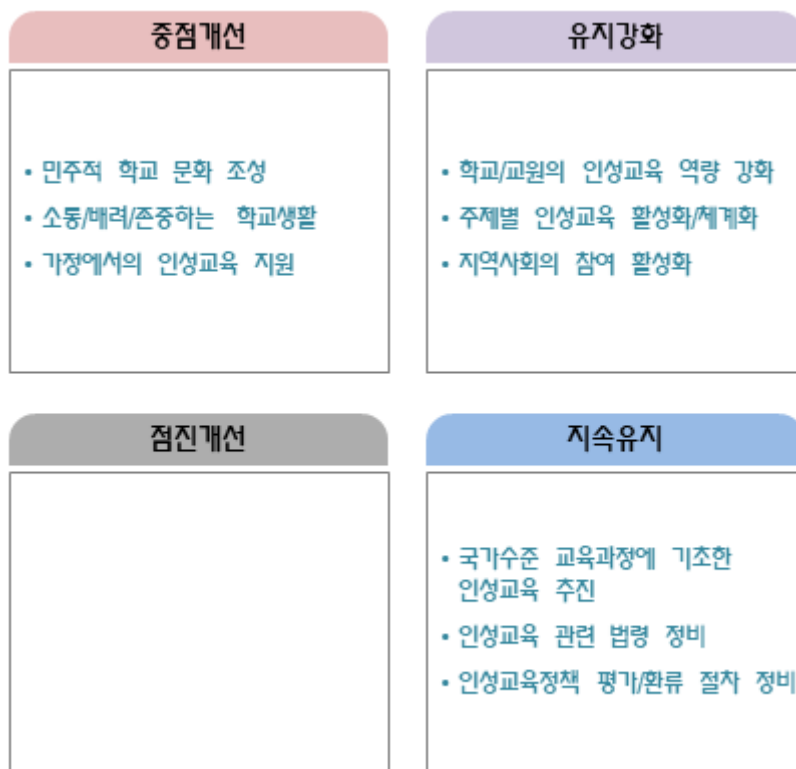 중점개선
• 민주적 학교 문화 조성
• 소통/배려/존중하는 학교생활
• 가정에서의 인성교육 지원
유지강화
• 학교/교원의 인성교육 역량 강화
• 주제별 인성교육 활성화/체계화
• 지역사회의 참여 활성화
점진개선
지속유지
• 국가수준 교육과정에 기초한
인성교육 추진
• 인성교육 관련 법령 정비
• 인성교육정책 평가/환류 절차 정비